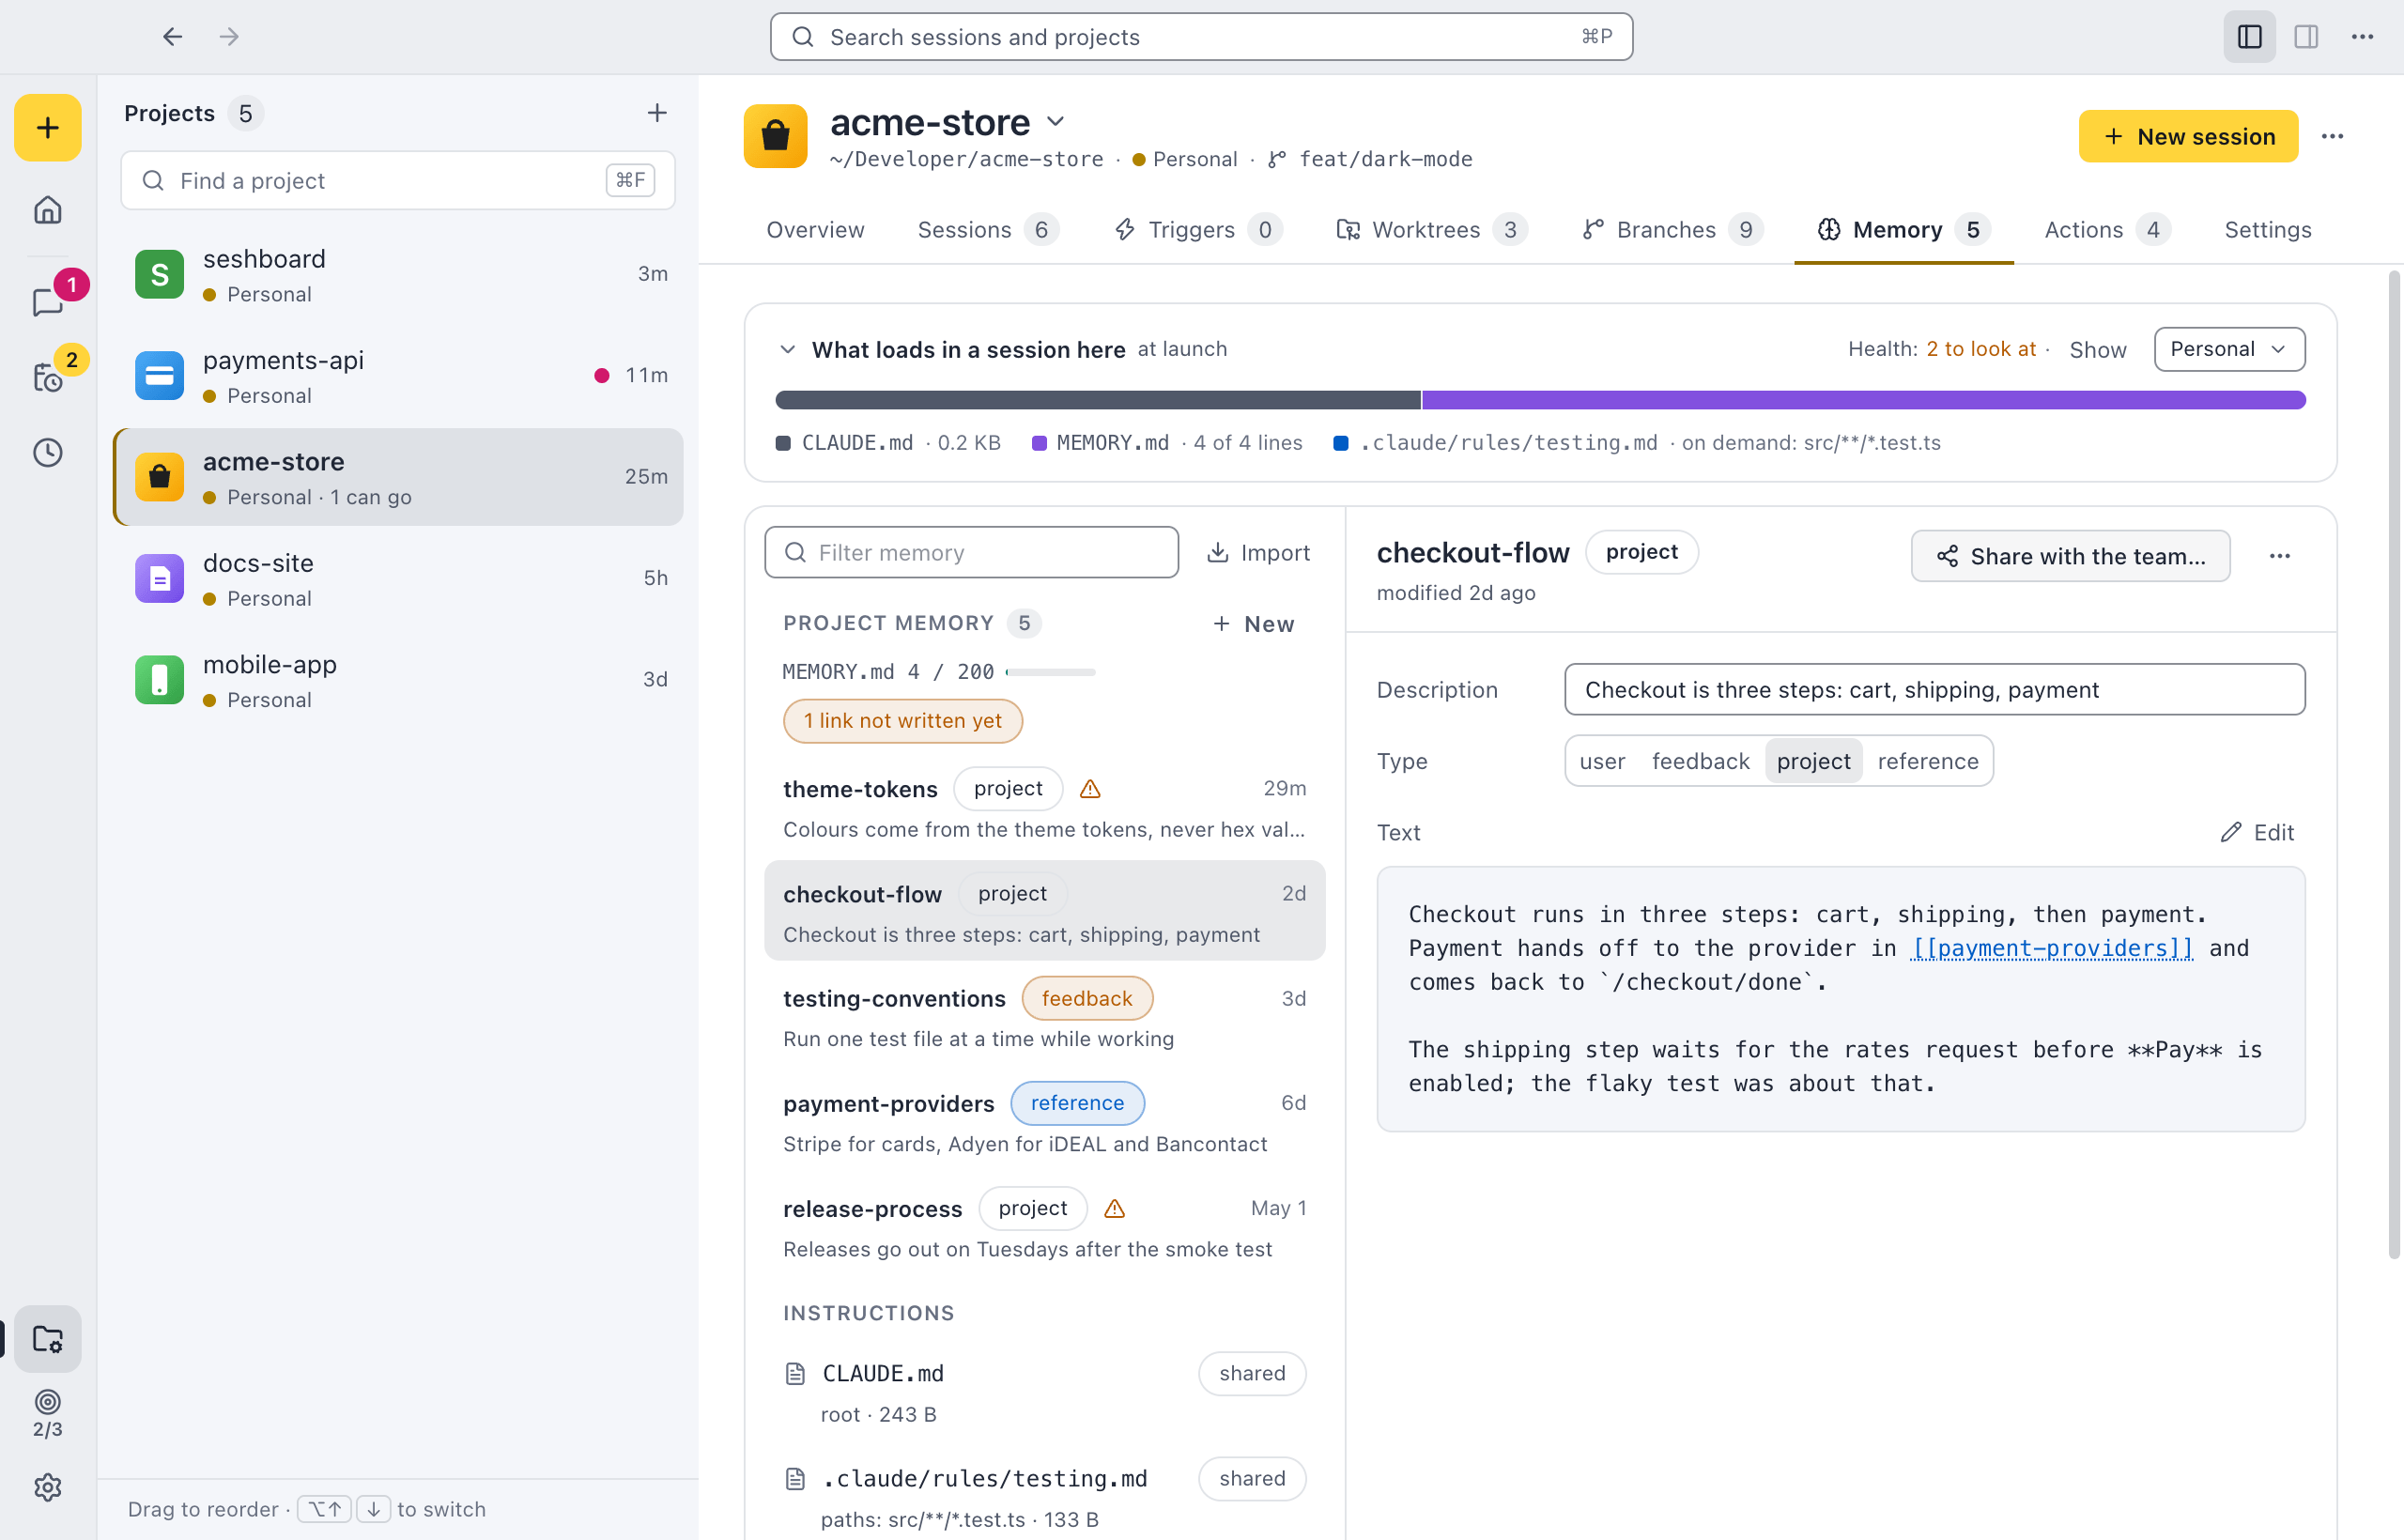 Search sessions and projects ⌘P
Projects 5
Find a project ⌘F
seshboard
Personal
3m
payments-api
Personal
11m
acme-store
Personal · 1 can go
25m
docs-site
Personal
5h
mobile-app
Personal
3d
1
2
2/3
Drag to reorder · ⌥↑ ↓ to switch
acme-store
~/Developer/acme-store · Personal · feat/dark-mode
New session
Overview Sessions 6 Triggers 0 Worktrees 3 Branches 9 Memory 5 Actions 4 Settings
What loads in a session here at launch
Health: 2 to look at · Show Personal
CLAUDE.md · 0.2 KB MEMORY.md · 4 of 4 lines .claude/rules/testing.md · on demand: src/**/*.test.ts
Filter memory Import
PROJECT MEMORY 5 New
MEMORY.md 4 / 200
1 link not written yet
theme-tokens project 29m
Colours come from the theme tokens, never hex val...
checkout-flow project 2d
Checkout is three steps: cart, shipping, payment
testing-conventions feedback 3d
Run one test file at a time while working
payment-providers reference 6d
Stripe for cards, Adyen for iDEAL and Bancontact
release-process project May 1
Releases go out on Tuesdays after the smoke test
INSTRUCTIONS
CLAUDE.md shared
root · 243 B
.claude/rules/testing.md shared
paths: src/**/*.test.ts · 133 B
checkout-flow project
modified 2d ago
Share with the team...
Description Checkout is three steps: cart, shipping, payment
Type user feedback project reference
Text Edit
Checkout runs in three steps: cart, shipping, then payment.
Payment hands off to the provider in [[payment-providers]] and
comes back to `/checkout/done`.
The shipping step waits for the rates request before **Pay** is
enabled; the flaky test was about that.